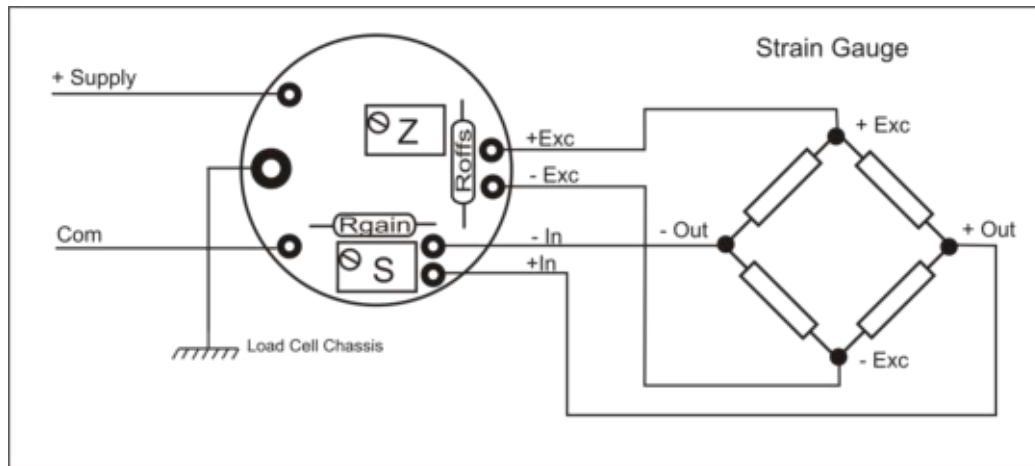 Strain Gauge
+ Supply
Z
Roffs
+Exc
- Exc
+ Exc
Rgain
Com
S
- In
+In
- Out
+ Out
Load Cell Chassis
- Exc